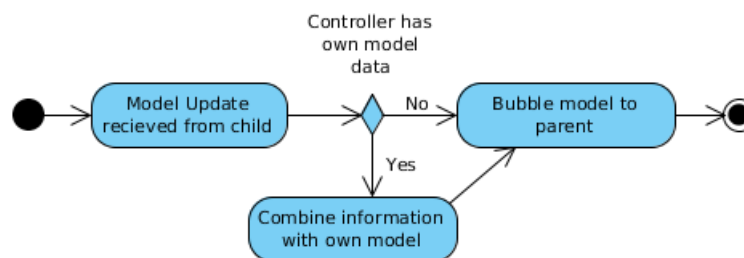 Controller has
own model
data
Model Update
recieved from child
No
Bubble model to
parent
Yes
Combine information
with own model